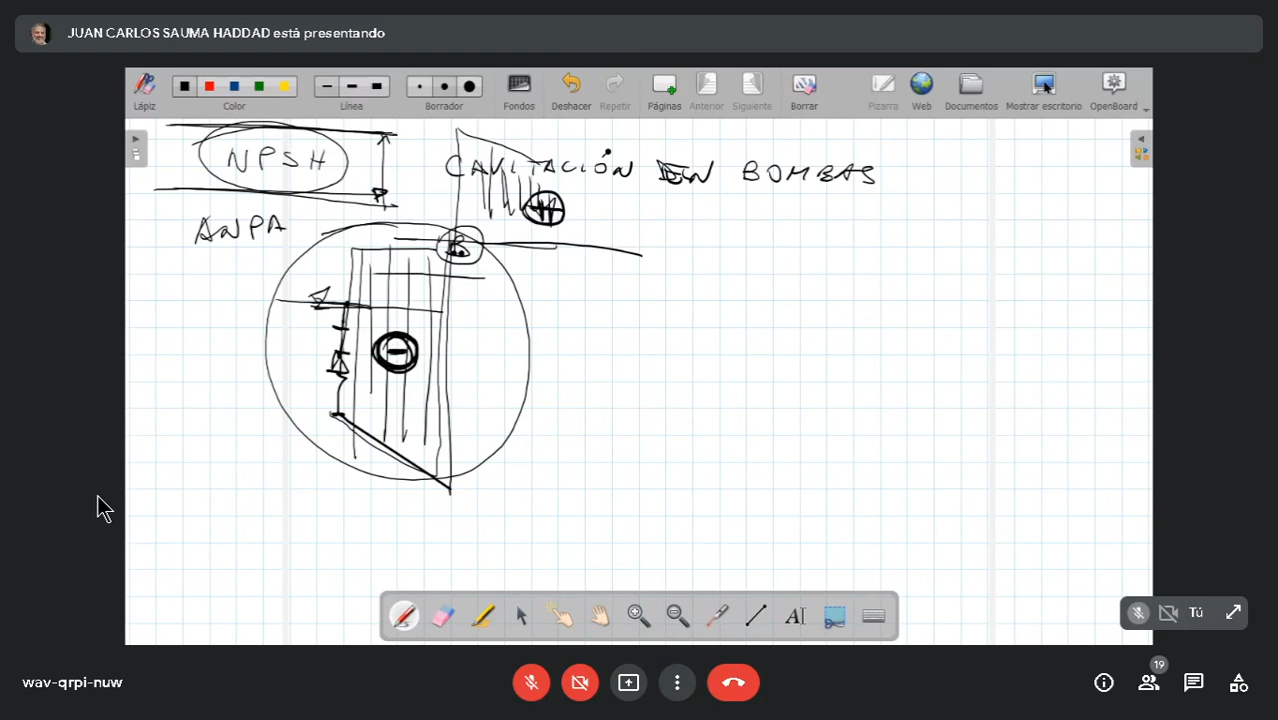 JUAN CARLOS SAUMA HADDAD está presentando
Lápiz
Color
Línea
Borrador
Fondos
Deshacer
Repetir
Páginas
Anterior
Siguiente
Borrar
Pizarra
Web
Documentos
Mostrar escritorio
OpenBoard
NPSH
CAVITACIÓN EN BOMBAS
ANPA
B
Tú
wav-qrpi-nuw
19